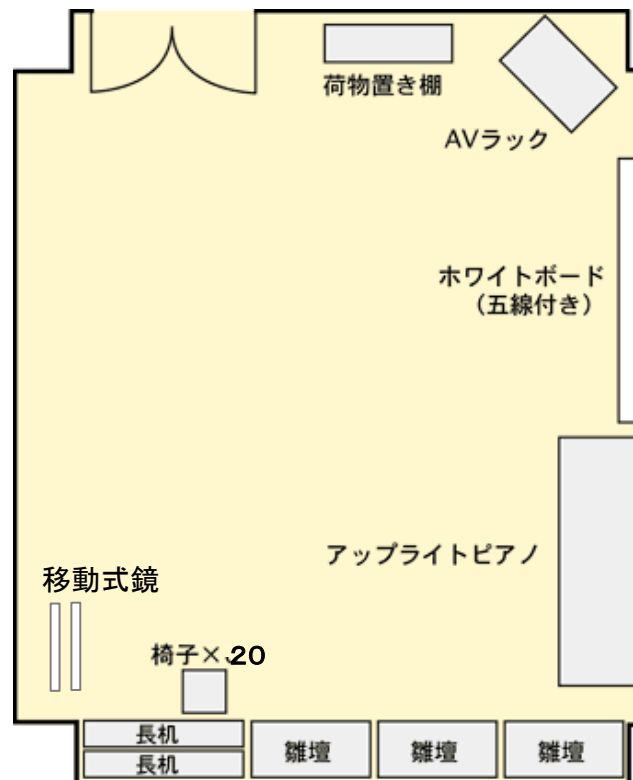 荷物置き棚
AVラック
ホワイトボード
（五線付き）
アップライトピアノ
移動式鏡
椅子×20
長机
長机
雛壇
雛壇
雛壇